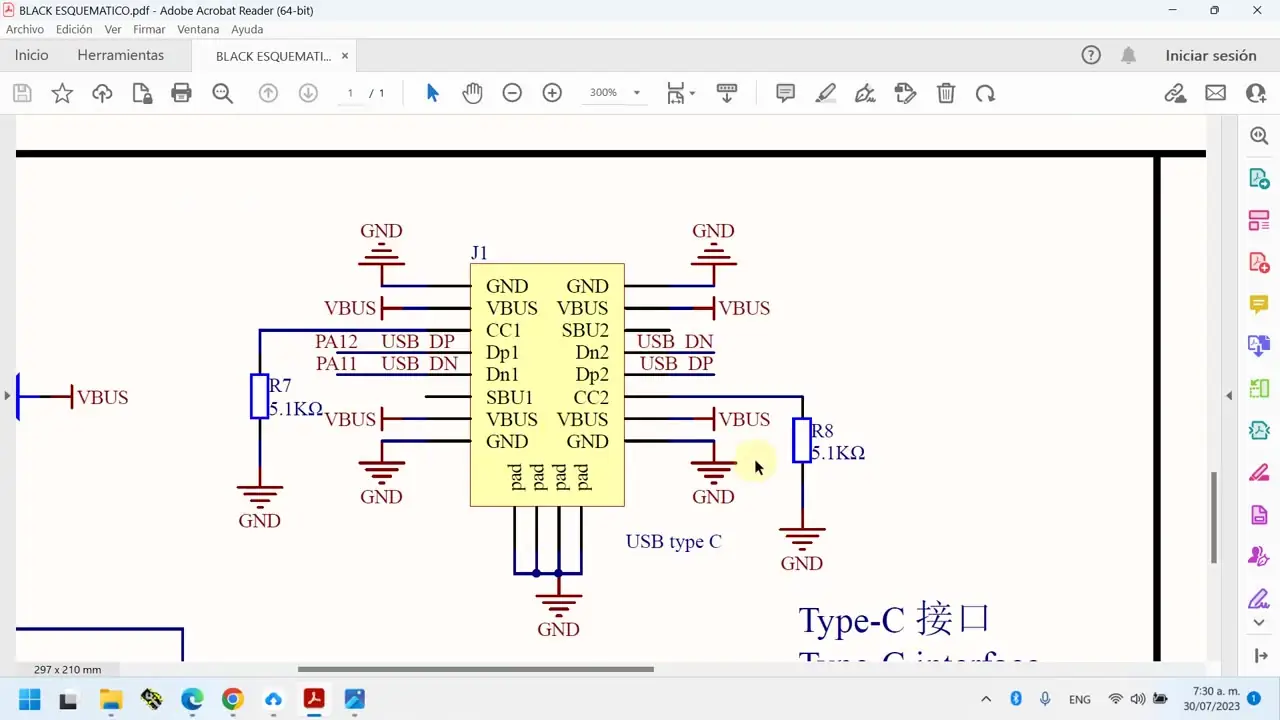 BLACK ESQUEMATICO.pdf - Adobe Acrobat Reader (64-bit)
Archivo Edición Ver Firmar Ventana Ayuda
Inicio Herramientas BLACK ESQUEMATI... ×
1 / 1 300%
Iniciar sesión
GND GND
J1
GND GND
VBUS VBUS VBUS VBUS
CC1 SBU2
PA12 USB DP Dp1 Dn2 USB DN
PA11 USB DN Dn1 Dp2 USB DP
R7
VBUS
SBU1 CC2
5.1KΩ
VBUS VBUS VBUS VBUS
R8
GND GND
5.1KΩ
pad pad pad pad
GND GND
GND
USB type C
GND
Type-C 接口
GND
Type-C interface
297 x 210 mm
ENG
7:30 a. m.
30/07/2023
1